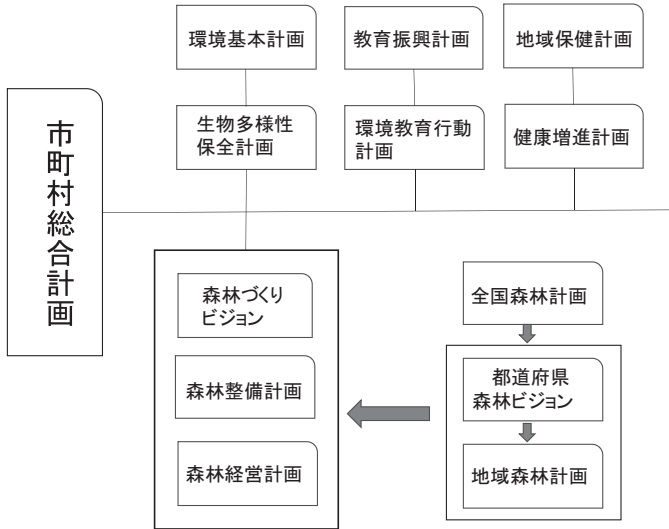 市町村総合計画
環境基本計画
教育振興計画
地域保健計画
生物多様性
保全計画
環境教育行動
計画
健康増進計画
森林づくり
ビジョン
森林整備計画
森林経営計画
全国森林計画
都道府県
森林ビジョン
地域森林計画